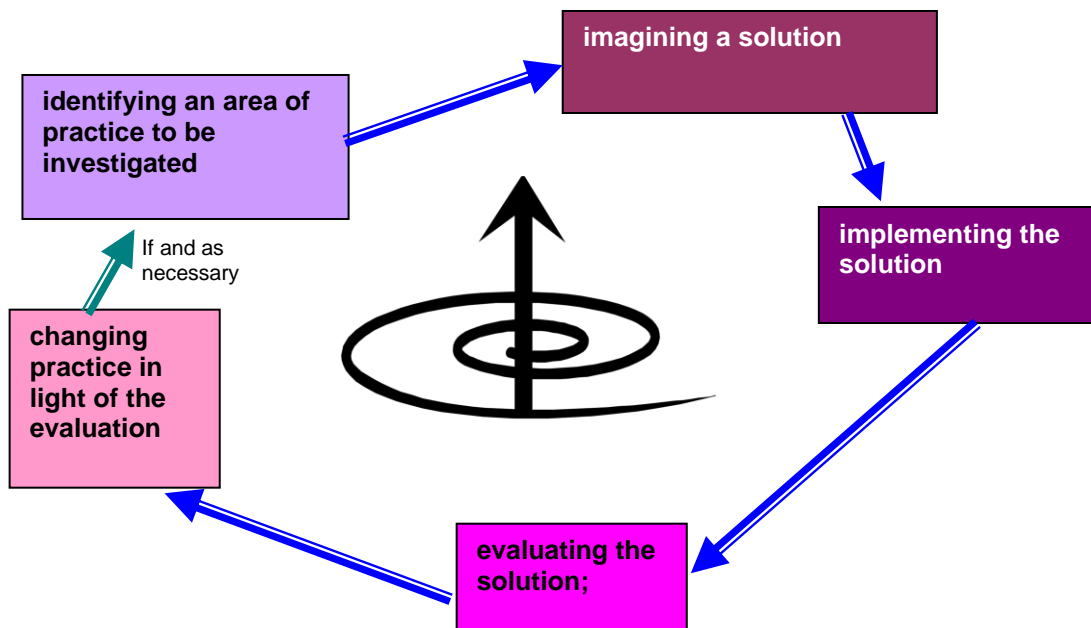 imagining a solution
identifying an area of
practice to be
investigated
implementing the
solution
If and as
necessary
changing
practice in
light of the
evaluation
evaluating the
solution;